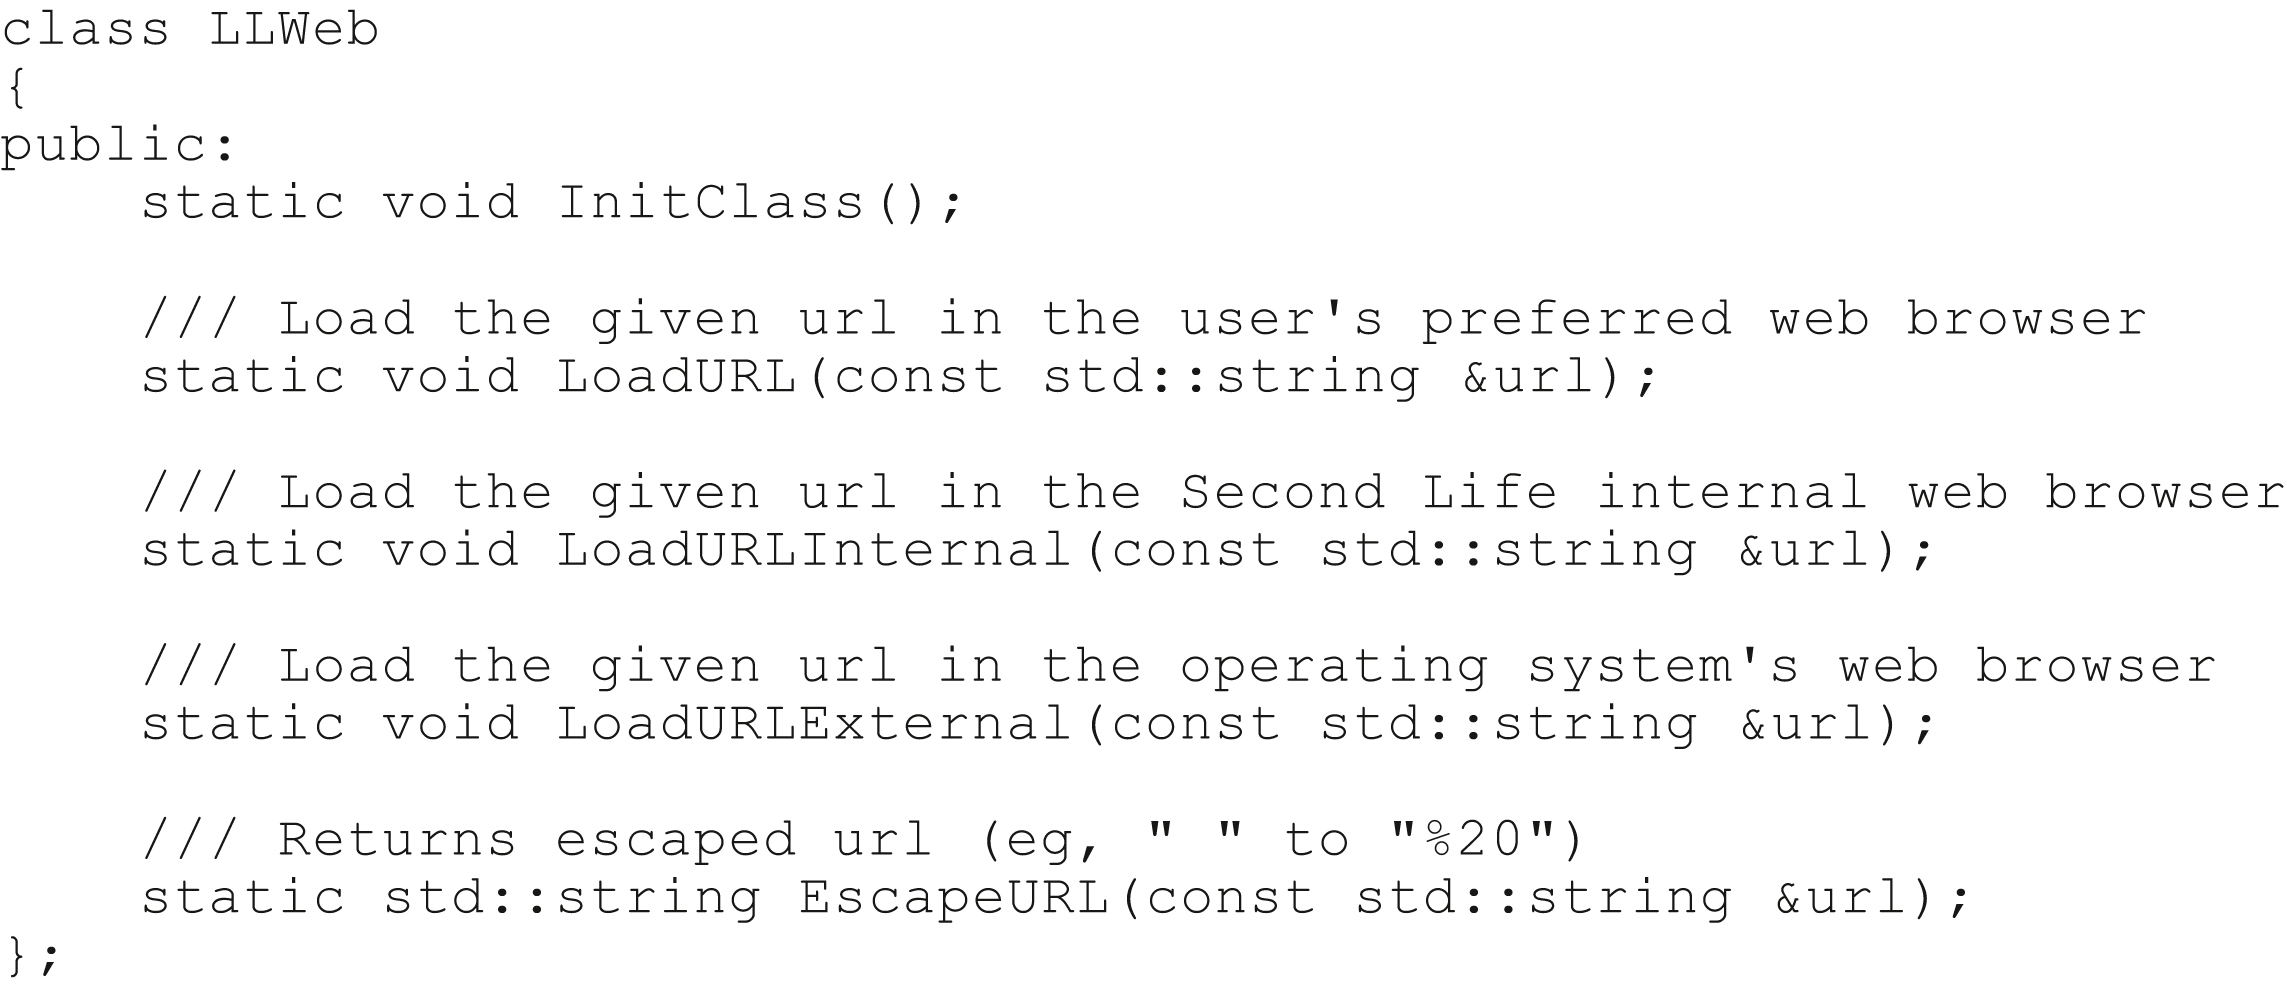 class LLWeb
{
public:
    static void InitClass();

    /// Load the given url in the user's preferred web browser
    static void LoadURL(const std::string &url);

    /// Load the given url in the Second Life internal web browser
    static void LoadURLInternal(const std::string &url);

    /// Load the given url in the operating system's web browser
    static void LoadURLExternal(const std::string &url);

    /// Returns escaped url (eg, " " to "%20")
    static std::string EscapeURL(const std::string &url);
};